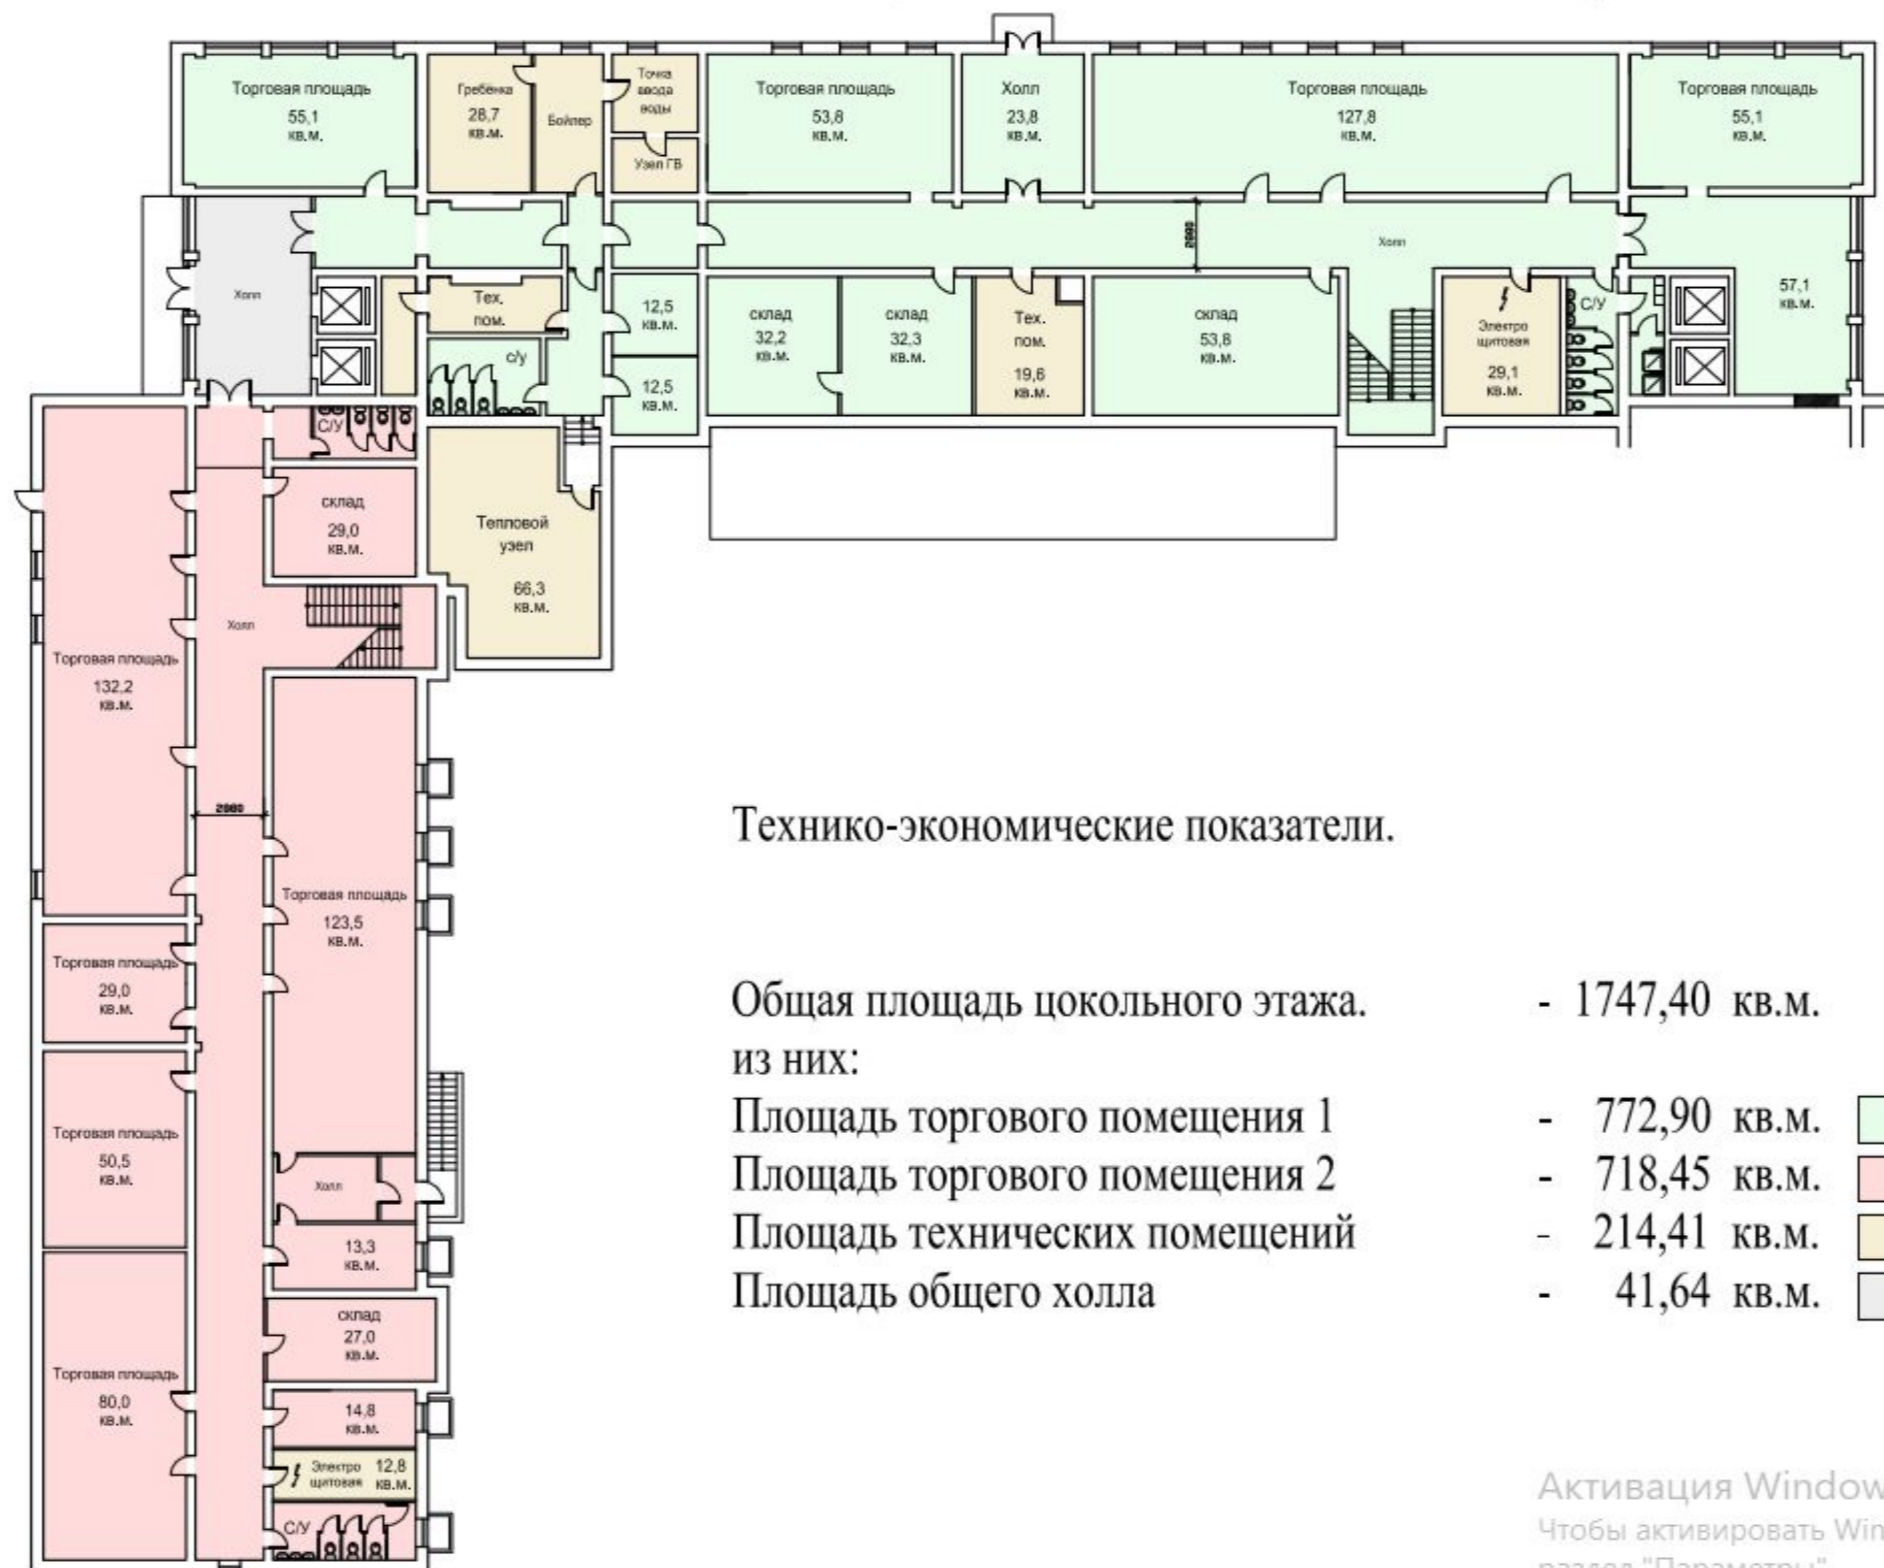 Торговая площадь
55,1
кв.м.
Гребёнка
28,7
кв.м.
Бойлер
Точка
ввода
воды
Узел ГВ
Торговая площадь
53,8
кв.м.
Холл
23,8
кв.м.
Торговая площадь
127,8
кв.м.
Торговая площадь
55,1
кв.м.
Холл
2980
Холл
57,1
кв.м.
Тех.
пом.
с/у
12,5
кв.м.
12,5
кв.м.
склад
32,2
кв.м.
склад
32,3
кв.м.
Тех.
пом.
19,6
кв.м.
склад
53,8
кв.м.
Электро
щитовая
29,1
кв.м.
С/У
С/У
склад
29,0
кв.м.
Тепловой
узел
66,3
кв.м.
Холл
Торговая площадь
132,2
кв.м.
2980
Торговая площадь
123,5
кв.м.
Торговая площадь
29,0
кв.м.
Торговая площадь
50,5
кв.м.
Холл
13,3
кв.м.
склад
27,0
кв.м.
Торговая площадь
80,0
кв.м.
14,8
кв.м.
Электро 12,8
щитовая кв.м.
С/У
Технико-экономические показатели.
Общая площадь цокольного этажа. - 1747,40 кв.м.
из них:
Площадь торгового помещения 1 - 772,90 кв.м.
Площадь торгового помещения 2 - 718,45 кв.м.
Площадь технических помещений - 214,41 кв.м.
Площадь общего холла - 41,64 кв.м.
Активация Window
Чтобы активировать Win
раздел "Параметры"